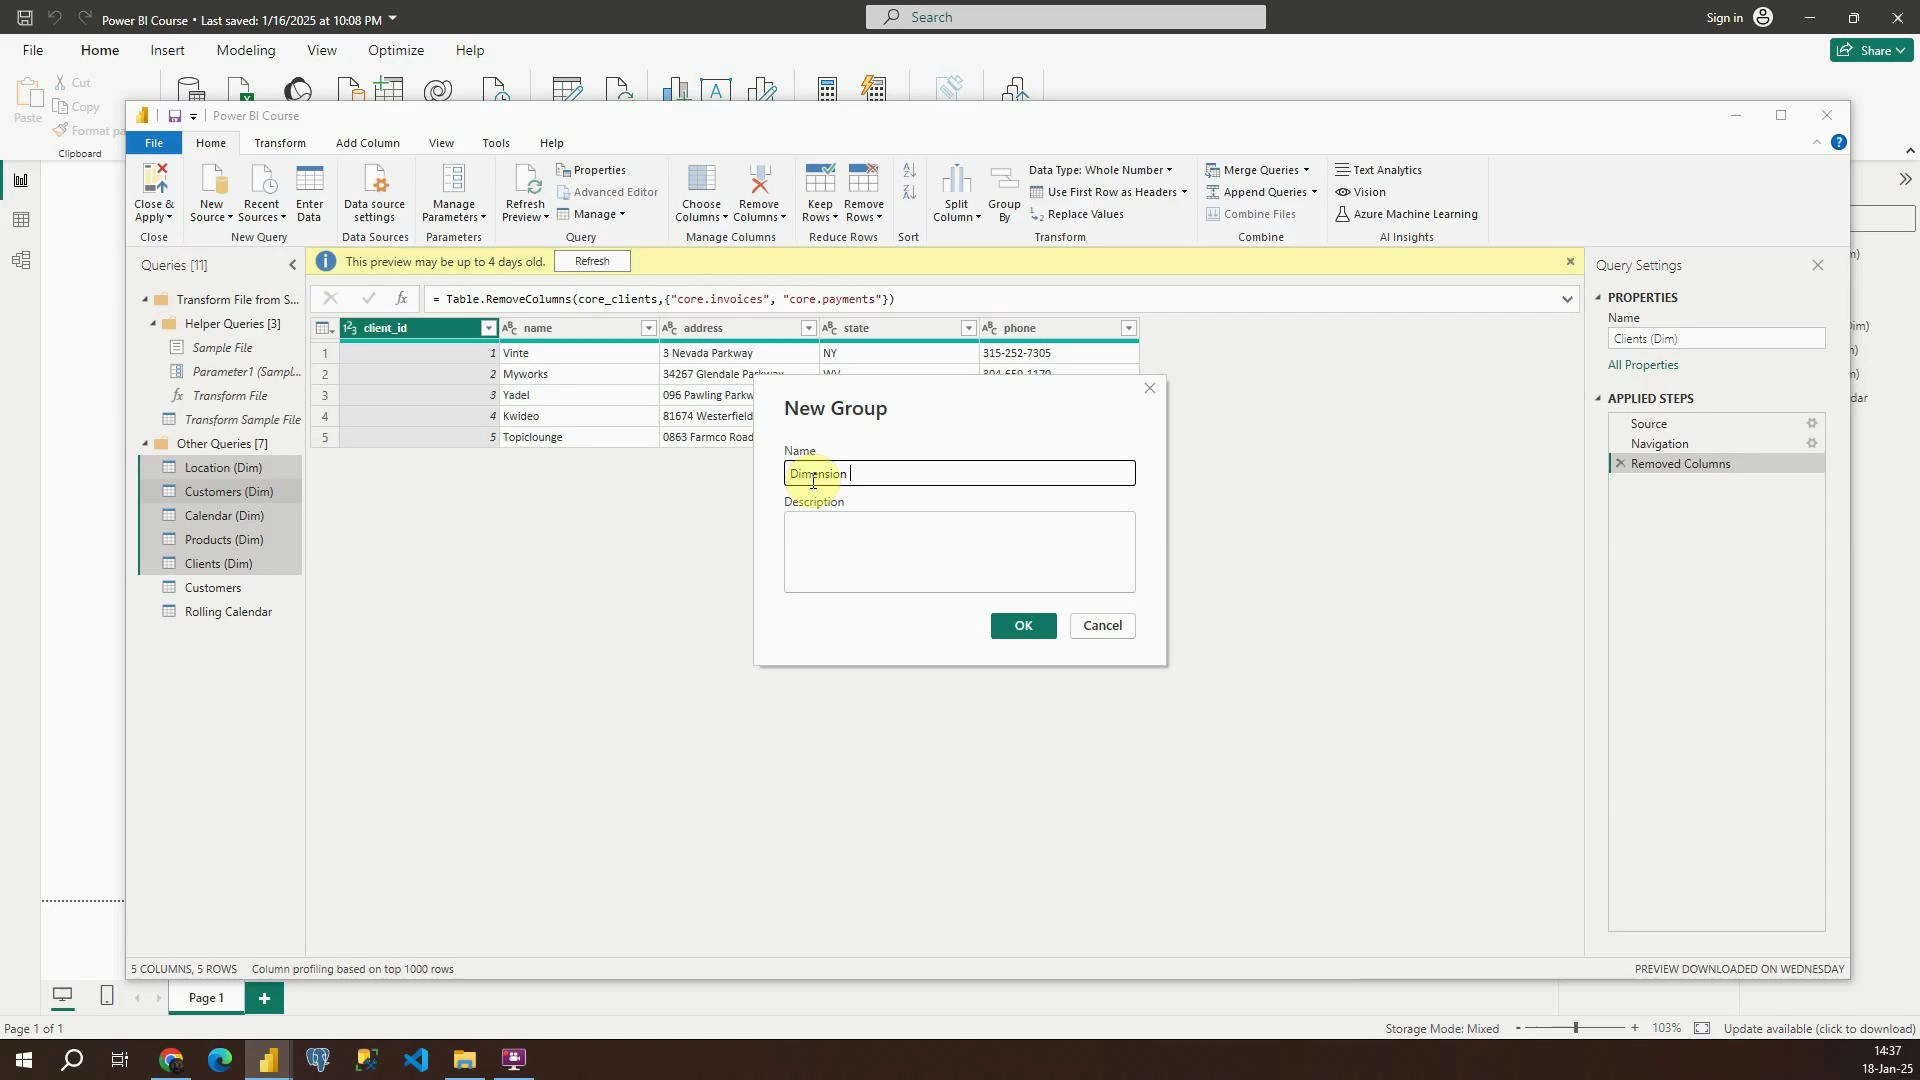 Power BI Course • Last saved: 1/16/2025 at 10:08 PM
Search
Sign in
File Home Insert Modeling View Optimize Help
Share
Paste
Cut
Copy
Format pa
Clipboard
Power BI Course
File Home Transform Add Column View Tools Help
Close & Apply
New Source
Recent Sources
Enter Data
Data source settings
Manage Parameters
Refresh Preview
Properties
Advanced Editor
Manage
Choose Columns
Remove Columns
Keep Rows
Remove Rows
Split Column
Group By
Data Type: Whole Number
Use First Row as Headers
Replace Values
Merge Queries
Append Queries
Combine Files
Text Analytics
Vision
Azure Machine Learning
Close New Query Data Sources Parameters Query Manage Columns Reduce Rows Sort Transform Combine AI Insights
Queries [11]
Transform File from S...
Helper Queries [3]
Sample File
Parameter1 (Sampl...
Transform File
Transform Sample File
Other Queries [7]
Location (Dim)
Customers (Dim)
Calendar (Dim)
Products (Dim)
Clients (Dim)
Customers
Rolling Calendar
This preview may be up to 4 days old. Refresh
= Table.RemoveColumns(core_clients,{"core.invoices", "core.payments"})
client_id name address state phone
1 1 Vinte 3 Nevada Parkway NY 315-252-7305
2 2 Myworks 34267 Glendale Parkway WV 304-659-1170
3 3 Yadel 096 Pawling Parkw
4 4 Kwideo 81674 Westerfield
5 5 Topiclounge 0863 Farmco Road
New Group
Name
Dimension
Description
OK Cancel
Query Settings
PROPERTIES
Name
Clients (Dim)
All Properties
APPLIED STEPS
Source
Navigation
Removed Columns
n)
Dim)
)
n)
dar
5 COLUMNS, 5 ROWS Column profiling based on top 1000 rows
PREVIEW DOWNLOADED ON WEDNESDAY
Page 1
Page 1 of 1
Storage Mode: Mixed
103%
Update available (click to download)
14:37
18-Jan-25